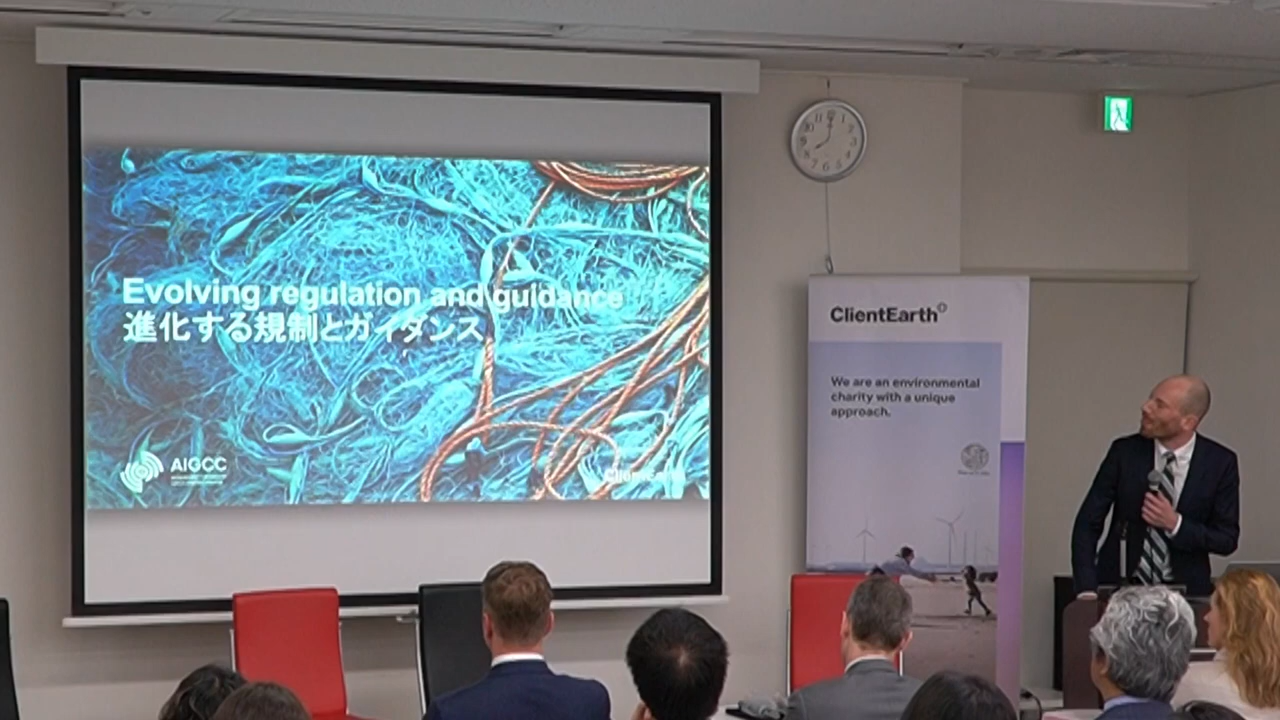 Evolving regulation and guidance
進化する規制とガイダンス
AIGCC
ClientEarth
ClientEarth
We are an environmental
charity with a unique
approach.